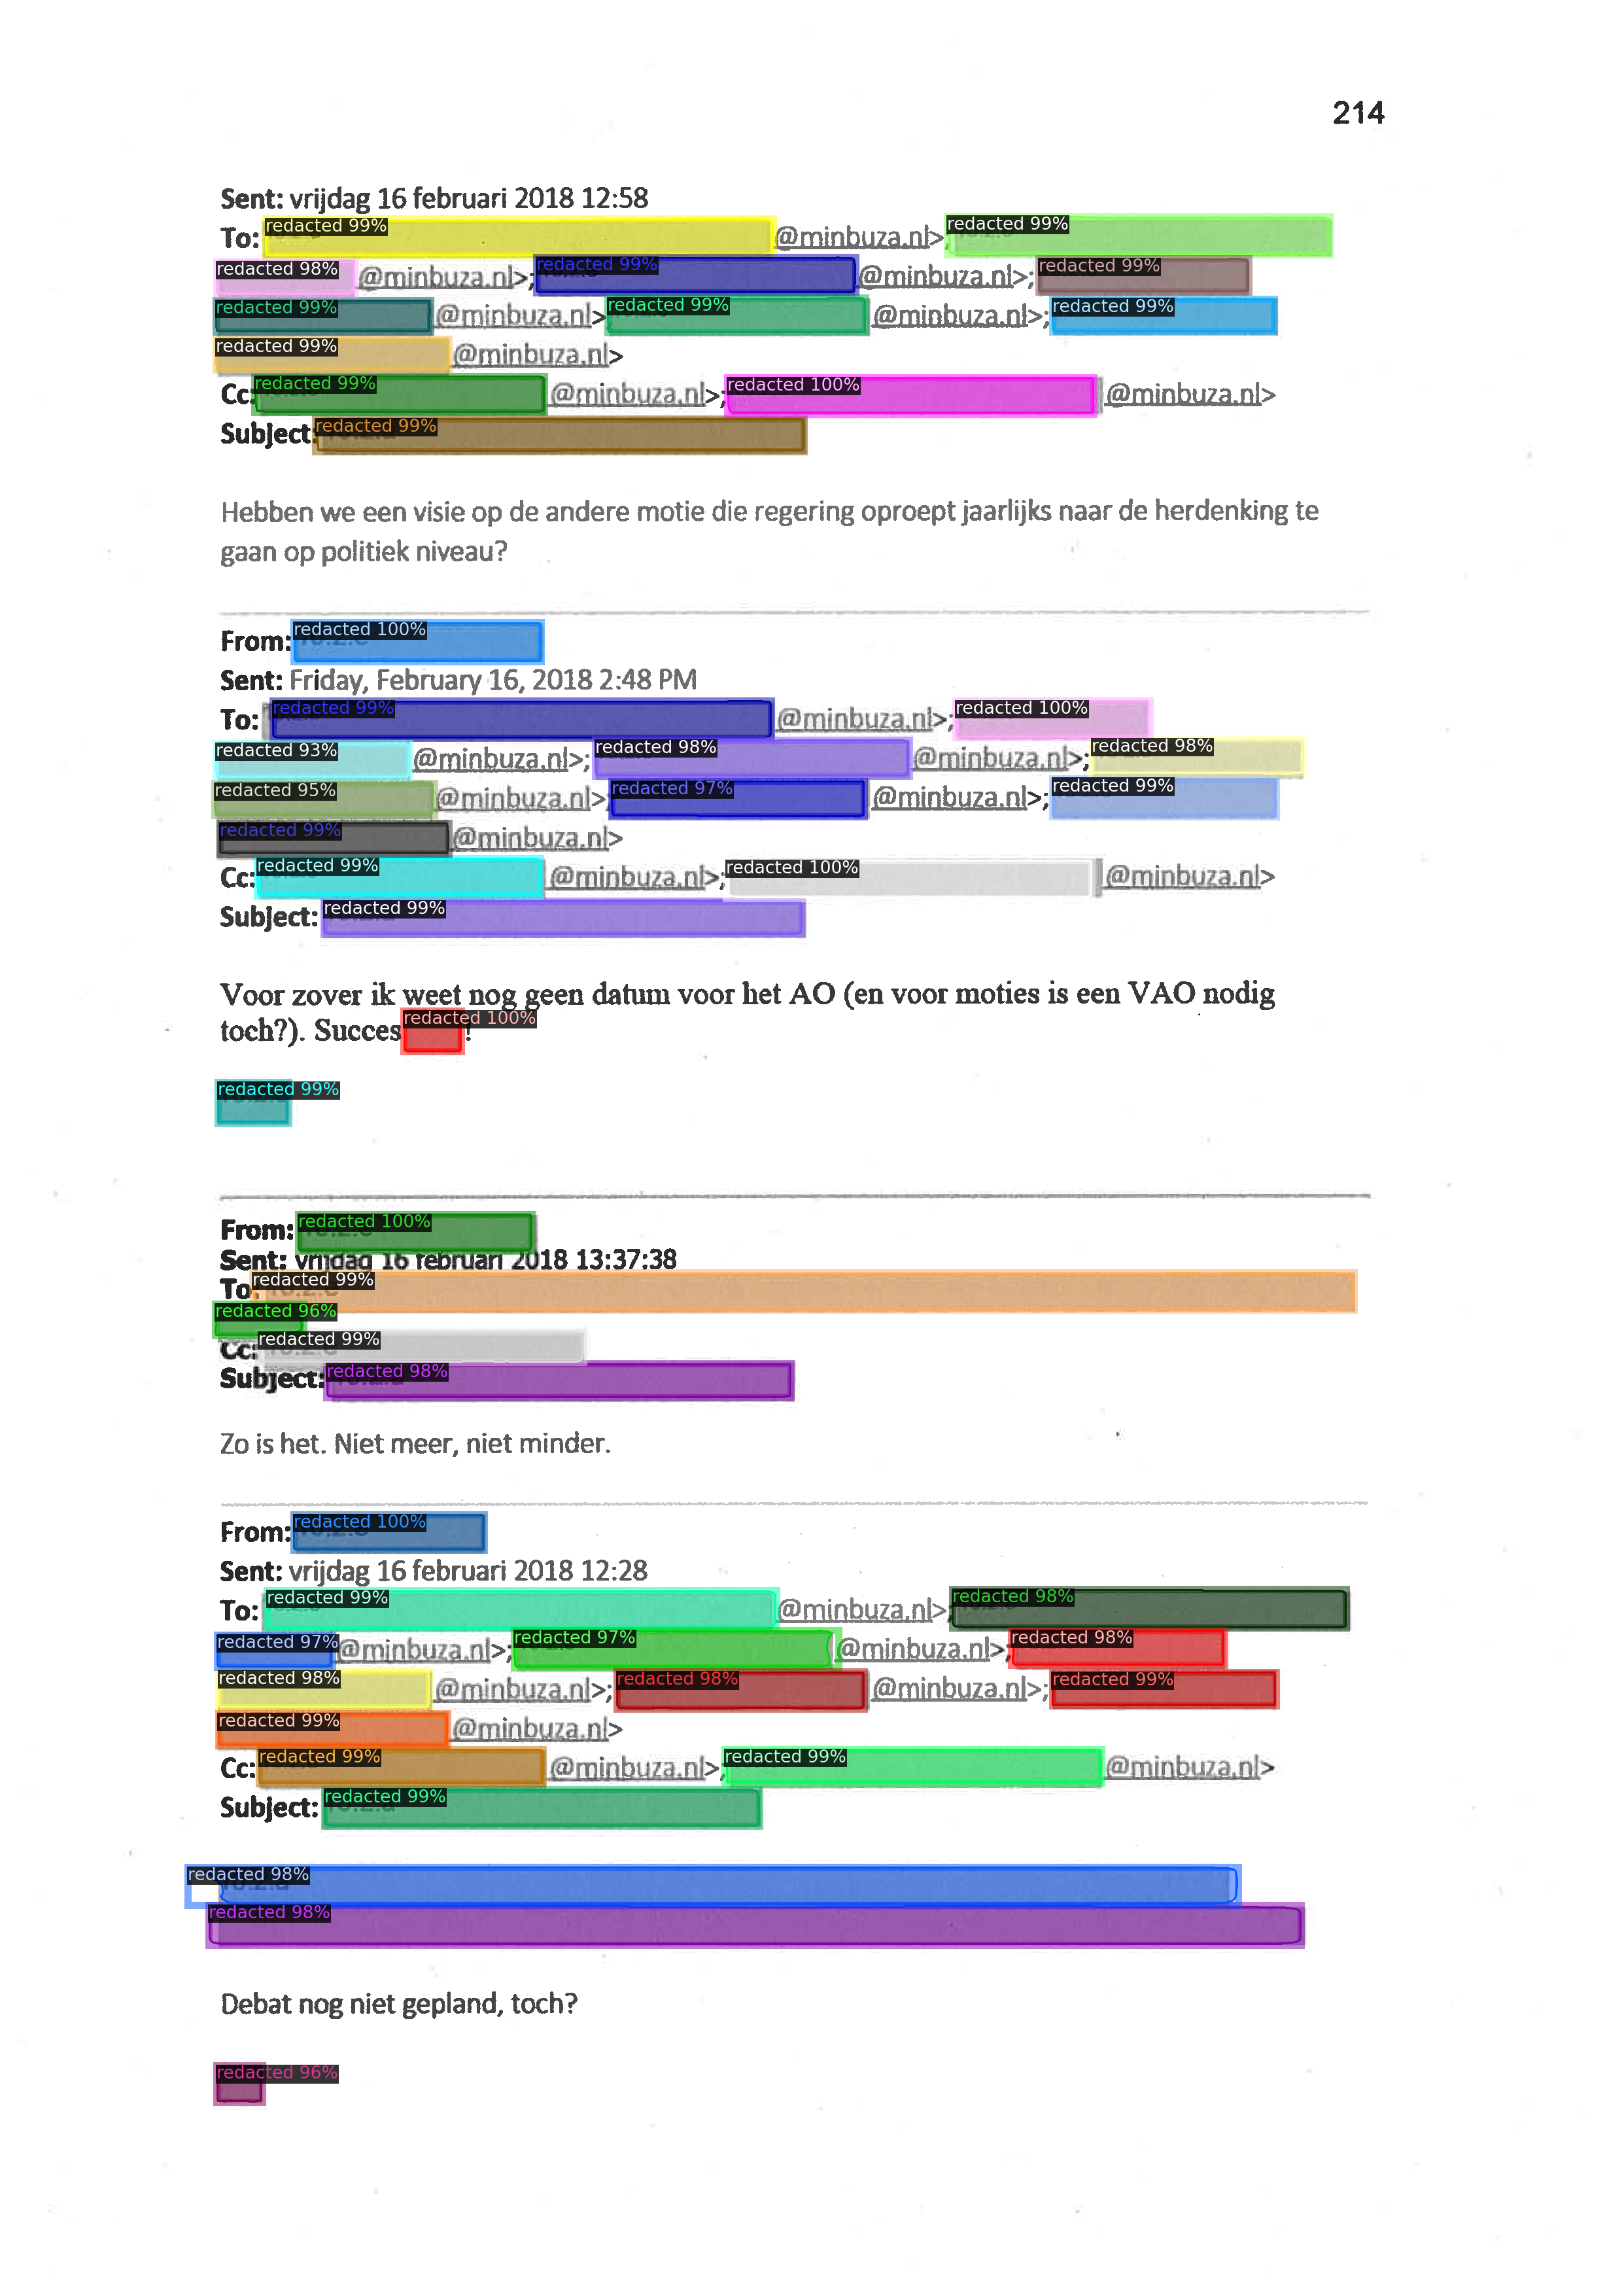 214
Sent: vrijdag 16 februari 2018 12:58
To: redacted 99% @minbuza.nl>; redacted 99%
redacted 98% @minbuza.nl>; redacted 99% @minbuza.nl>; redacted 99%
redacted 99% @minbuza.nl> redacted 99% @minbuza.nl>; redacted 99%
redacted 99% @minbuza.nl>
Cc: redacted 99% @minbuza.nl>; redacted 100% @minbuza.nl>
Subject: redacted 99%
Hebben we een visie op de andere motie die regering oproept jaarlijks naar de herdenking te
gaan op politiek niveau?
From: redacted 100%
Sent: Friday, February 16, 2018 2:48 PM
To: redacted 99% @minbuza.nl>; redacted 100%
redacted 93% @minbuza.nl>; redacted 98% @minbuza.nl>; redacted 98%
redacted 95% @minbuza.nl> redacted 97% @minbuza.nl>; redacted 99%
redacted 99% @minbuza.nl>
Cc: redacted 99% @minbuza.nl>; redacted 100% @minbuza.nl>
Subject: redacted 99%
Voor zover ik weet nog geen datum voor het AO (en voor moties is een VAO nodig
toch?). Succes redacted 100% !
redacted 99%
From: redacted 100%
Sent: vrijdag 16 februari 2018 13:37:38
To redacted 99%
redacted 96%
Cc: redacted 99%
Subject: redacted 98%
Zo is het. Niet meer, niet minder.
From: redacted 100%
Sent: vrijdag 16 februari 2018 12:28
To: redacted 99% @minbuza.nl>; redacted 98%
redacted 97% @minbuza.nl>; redacted 97% @minbuza.nl>; redacted 98%
redacted 98% @minbuza.nl>; redacted 98% @minbuza.nl>; redacted 99%
redacted 99% @minbuza.nl>
Cc: redacted 99% @minbuza.nl>; redacted 99% @minbuza.nl>
Subject: redacted 99%
redacted 98%
redacted 98%
Debat nog niet gepland, toch?
redacted 96%